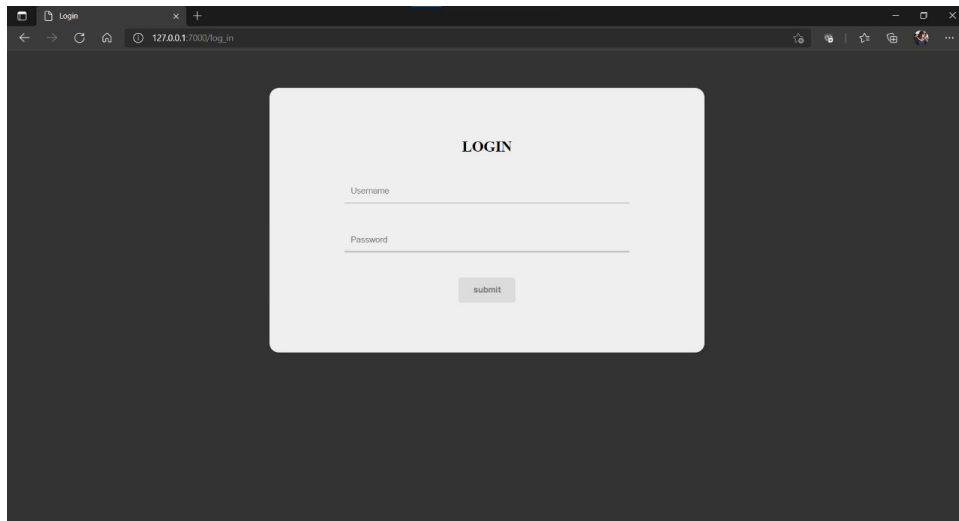 Login
127.0.0.1:7000/log_in
LOGIN
Username
Password
submit